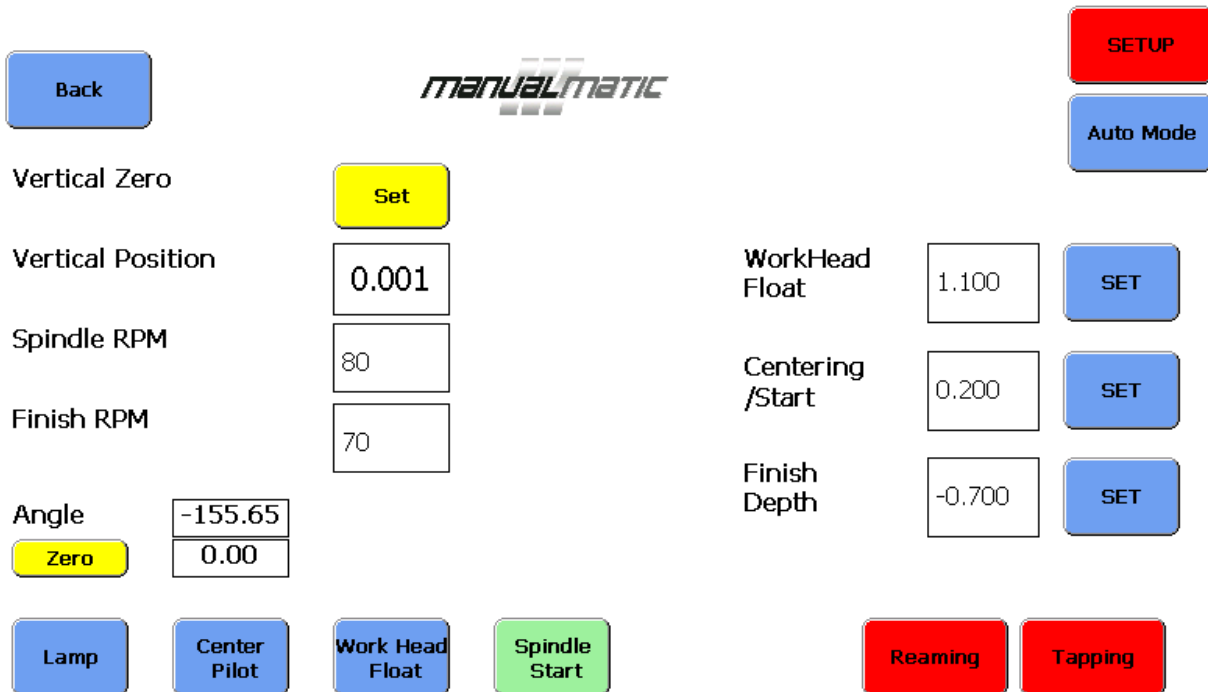 SETUP
Back
manualmatic
Auto Mode
Vertical Zero
Set
Vertical Position
0.001
Spindle RPM
80
Finish RPM
70
WorkHead
Float
1.100
SET
Centering
/Start
0.200
SET
Finish
Depth
-0.700
SET
Angle
-155.65
Zero
0.00
Lamp
Center
Pilot
Work Head
Float
Spindle
Start
Reaming
Tapping